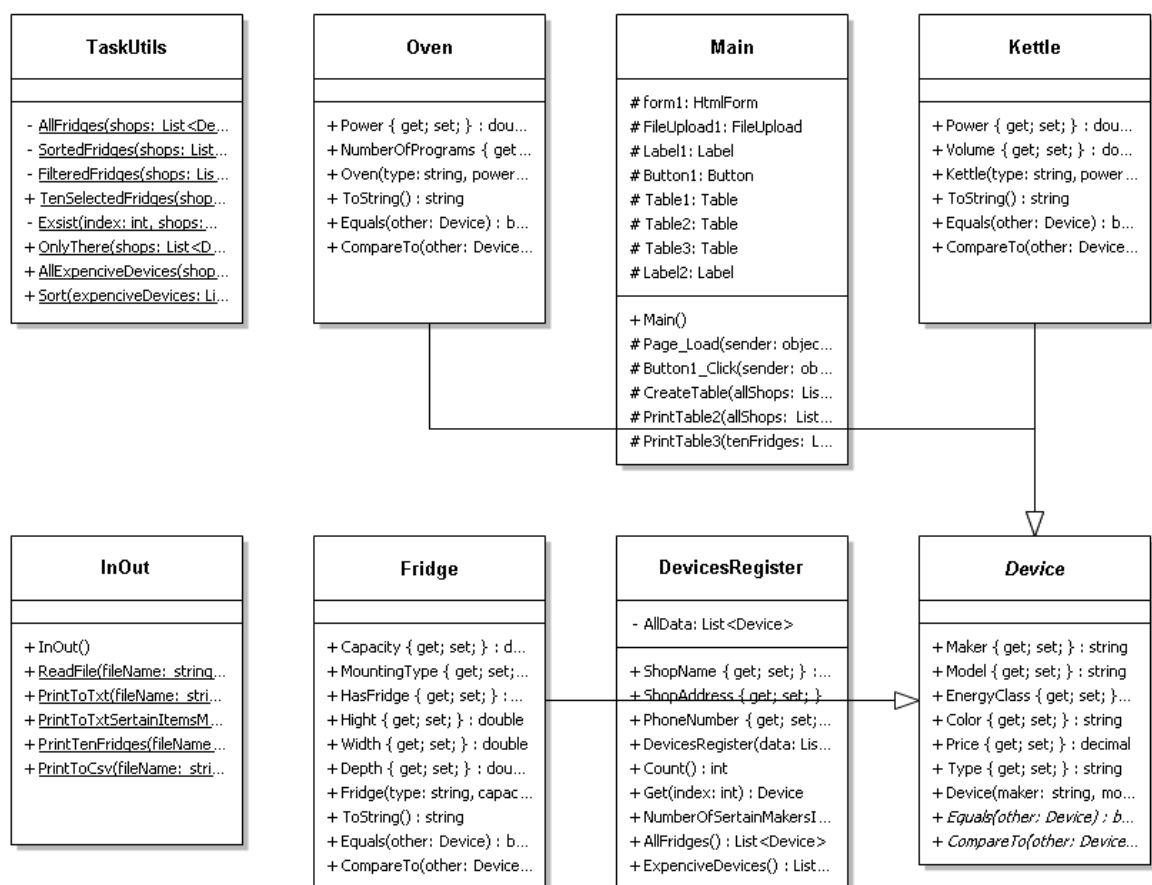 TaskUtils
- AllFridges(shops: List<De...
- SortedFridges(shops: List...
- FilteredFridges(shops: Lis...
+ TenSelectedFridges(shop...
- Exsist(index: int, shops:...
+ OnlyThere(shops: List<D...
+ AllExpenciveDevices(shop...
+ Sort(expenciveDevices: Li...
Oven
+ Power { get; set; } : dou...
+ NumberOfPrograms { get...
+ Oven(type: string, power...
+ ToString() : string
+ Equals(other: Device) : b...
+ CompareTo(other: Device...
Main
# form1: HtmlForm
# FileUpload1: FileUpload
# Label1: Label
# Button1: Button
# Table1: Table
# Table2: Table
# Table3: Table
# Label2: Label
+ Main()
# Page_Load(sender: objec...
# Button1_Click(sender: ob...
# CreateTable(allShops: Lis...
# PrintTable2(allShops: List...
# PrintTable3(tenFridges: L...
Kettle
+ Power { get; set; } : dou...
+ Volume { get; set; } : do...
+ Kettle(type: string, power...
+ ToString() : string
+ Equals(other: Device) : b...
+ CompareTo(other: Device...
InOut
+ InOut()
+ ReadFile(fileName: string...
+ PrintToTxt(fileName: stri...
+ PrintToTxtSertainItemsM...
+ PrintTenFridges(fileName...
+ PrintToCsv(fileName: stri...
Fridge
+ Capacity { get; set; } : d...
+ MountingType { get; set;...
+ HasFridge { get; set; } :...
+ Hight { get; set; } : double
+ Width { get; set; } : double
+ Depth { get; set; } : dou...
+ Fridge(type: string, capac...
+ ToString() : string
+ Equals(other: Device) : b...
+ CompareTo(other: Device...
DevicesRegister
- AllData: List<Device>
+ ShopName { get; set; } :...
+ ShopAddress { get; set; }
+ PhoneNumber { get; set;...
+ DevicesRegister(data: Lis...
+ Count() : int
+ Get(index: int) : Device
+ NumberOfSertainMakersI...
+ AllFridges() : List<Device>
+ ExpenciveDevices() : List...
Device
+ Maker { get; set; } : string
+ Model { get; set; } : string
+ EnergyClass { get; set; }...
+ Color { get; set; } : string
+ Price { get; set; } : decimal
+ Type { get; set; } : string
+ Device(maker: string, mo...
+ Equals(other: Device) : b...
+ CompareTo(other: Device...